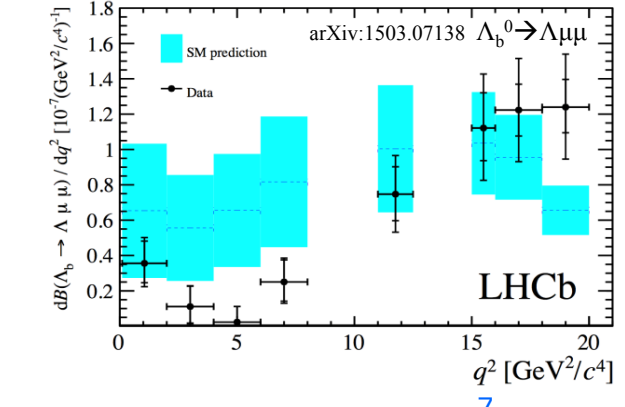 1.8
1.6
1.4
1.2
1
0.8
0.6
0.4
0.2
dB(Λb → Λ μ μ) / dq² [10⁻⁷(GeV²/c⁴)⁻¹]
arXiv:1503.07138 Λb⁰→Λμμ
SM prediction
Data
LHCb
0 5 10 15 20
q² [GeV²/c⁴]